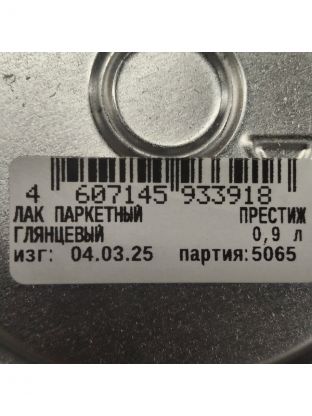 4 607145 933918
ЛАК ПАРКЕТНЫЙ ПРЕСТИЖ
ГЛЯНЦЕВЫЙ 0,9 л
изг: 04.03.25 партия:5065